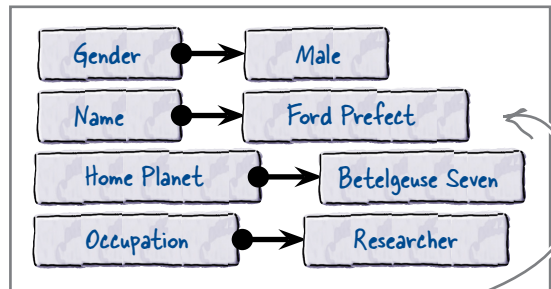 Gender Male
Name Ford Prefect
Home Planet Betelgeuse Seven
Occupation Researcher